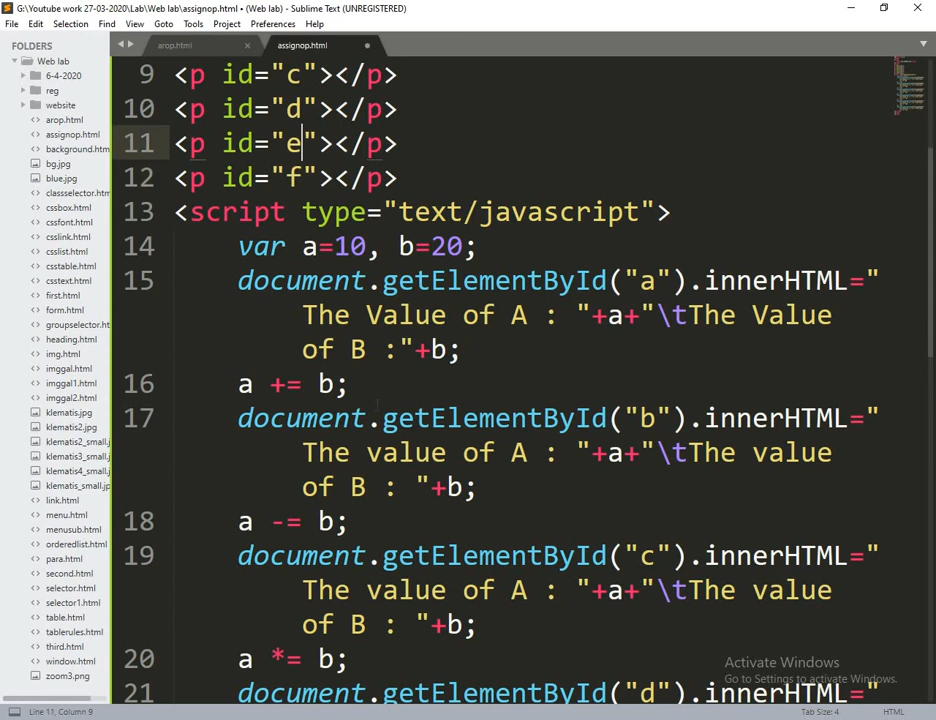 G:\Youtube work 27-03-2020\Lab\Web lab\assignop.html • (Web lab) - Sublime Text (UNREGISTERED)
File Edit Selection Find View Goto Tools Project Preferences Help
FOLDERS
Web lab
6-4-2020
reg
website
arop.html
assignop.html
background.htm
bg.jpg
blue.jpg
classselector.htm
cssbox.html
cssfont.html
csslink.html
csslist.html
csstable.html
csstext.html
first.html
form.html
groupselector.ht
heading.html
img.html
imggal.html
imggal1.html
imggal2.html
klematis.jpg
klematis2.jpg
klematis2_small.j
klematis3_small.j
klematis4_small.j
klematis_small.jp
link.html
menu.html
menusub.html
orderedlist.html
para.html
second.html
selector.html
selector1.html
table.html
tablerules.html
third.html
window.html
zoom3.png
arop.html × assignop.html
9 <p id="c"></p>
10 <p id="d"></p>
11 <p id="e"></p>
12 <p id="f"></p>
13 <script type="text/javascript">
14 var a=10, b=20;
15 document.getElementById("a").innerHTML="
The Value of A : "+a+"\tThe Value
of B :"+b;
16 a += b;
17 document.getElementById("b").innerHTML="
The value of A : "+a+"\tThe value
of B : "+b;
18 a -= b;
19 document.getElementById("c").innerHTML="
The value of A : "+a+"\tThe value
of B : "+b;
20 a *= b;
21 document.getElementById("d").innerHTML="
Activate Windows
Go to Settings to activate Windows.
Line 11, Column 9 Tab Size: 4 HTML